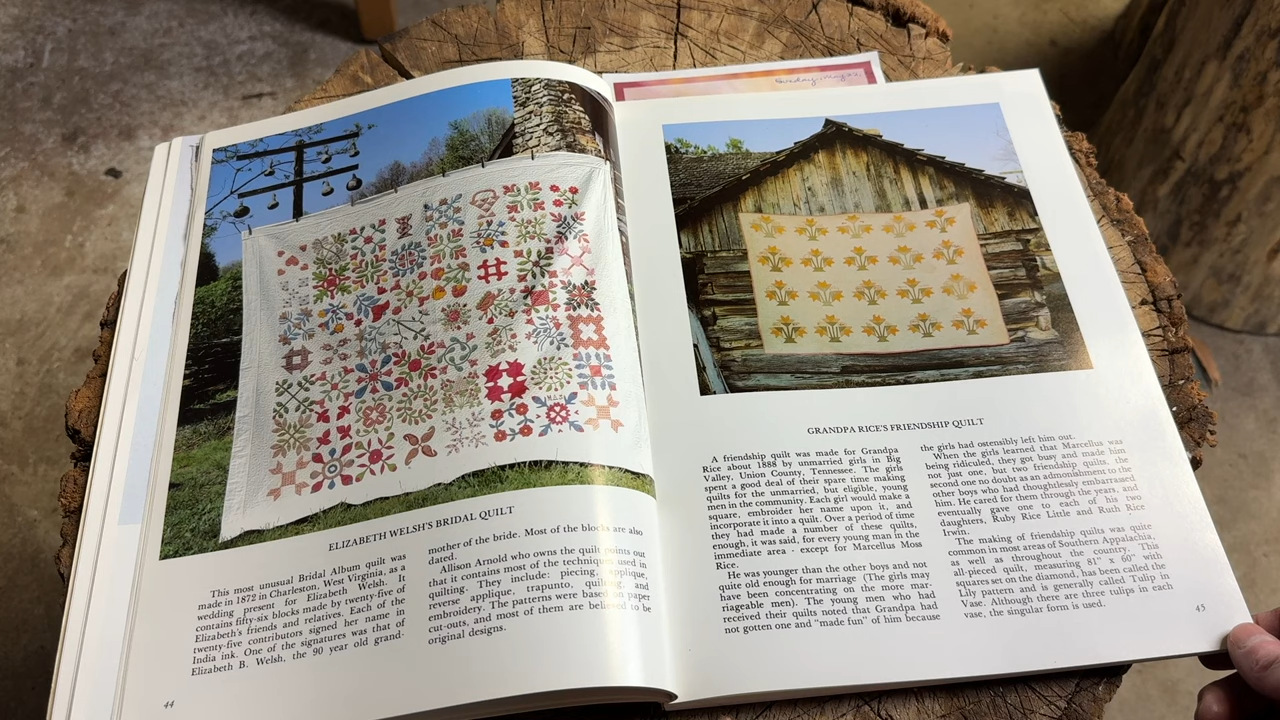 Sunday, May 22,
ELIZABETH WELSH'S BRIDAL QUILT
This most unusual Bridal Album quilt was
made in 1872 in Charleston, West Virginia, as a
wedding present for Elizabeth Welsh. It
contains fifty-six blocks made by twenty-five of
Elizabeth's friends and relatives. Each of the
twenty-five contributors signed her name of
India ink. One of the signatures was that of
Elizabeth B. Welsh, the 90 year old grand-
mother of the bride. Most of the blocks are also
dated.
Allison Arnold who owns the quilt points out
that it contains most of the techniques used in
quilting. They include: piecing, applique,
reverse applique, trapunto, quilting, and
embroidery. The patterns were based on paper
cut-outs, and most of them are believed to be
original designs.
44
GRANDPA RICE'S FRIENDSHIP QUILT
A friendship quilt was made for Grandpa
Rice about 1888 by unmarried girls in Big
Valley, Union County, Tennessee. The girls
spent a good deal of their spare time making
quilts for the unmarried, but eligible, young
men in the community. Each girl would make a
square, embroider her name upon it, and
incorporate it into a quilt. Over a period of time
they had made a number of these quilts,
enough, it was said, for every young man in the
immediate area - except for Marcellus Moss
Rice.
He was younger than the other boys and not
quite old enough for marriage (The girls may
have been concentrating on the more mar-
riageable men). The young men who had
received their quilts noted that Grandpa had
not gotten one and "made fun" of him because
the girls had ostensibly left him out.
When the girls learned that Marcellus was
being ridiculed, they got busy and made him
not just one, but two friendship quilts, the
second one no doubt as an admonishment to the
other boys who had thoughtlessly embarrassed
him. He cared for them through the years, and
eventually gave one to each of his two
daughters, Ruby Rice Little and Ruth Rice
Irwin.
The making of friendship quilts was quite
common in most areas of Southern Appalachia,
as well as throughout the country. This
all-pieced quilt, measuring 81" x 60" with
squares set on the diamond, has been called the
Lily pattern and is generally called Tulip in
Vase. Although there are three tulips in each
vase, the singular form is used.
45